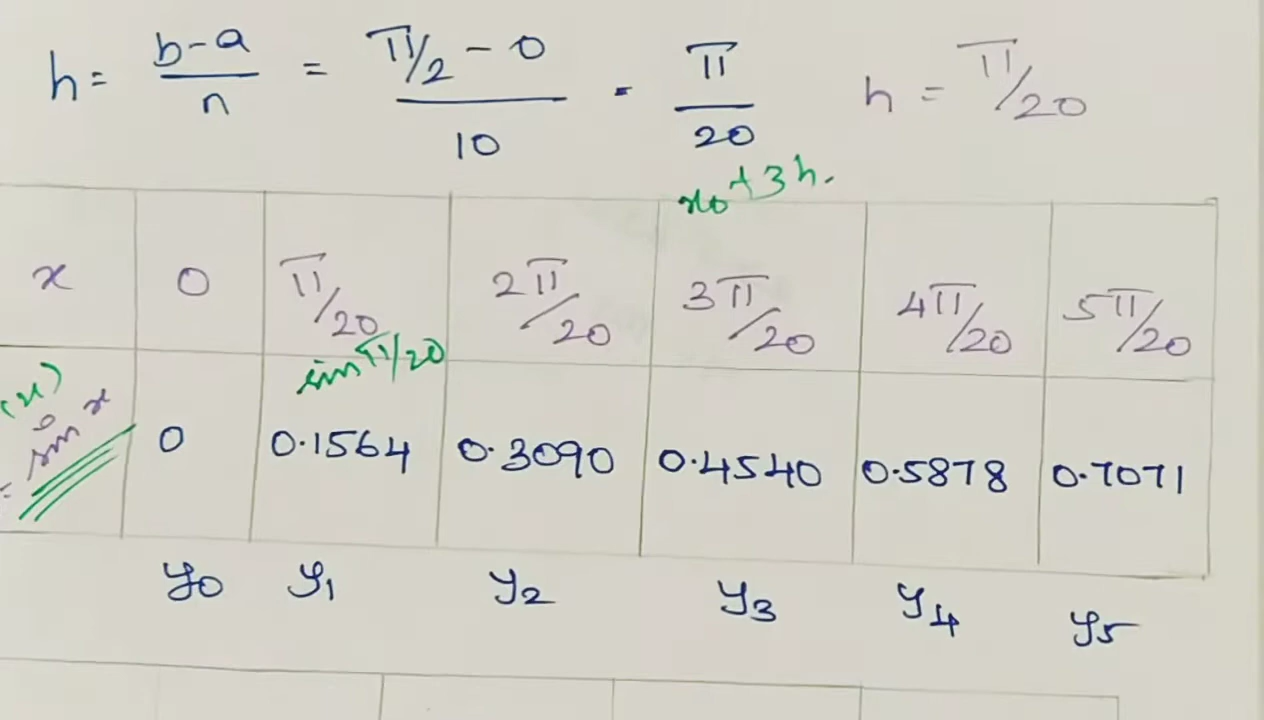 h = b-a/n = π/2 - 0/10 = π/20 h = π/20
x0+3h.
x 0 π/20 2π/20 3π/20 4π/20 5π/20
sin π/20
(x)
= sin x 0 0.1564 0.3090 0.4540 0.5878 0.7071
y0 y1 y2 y3 y4 y5